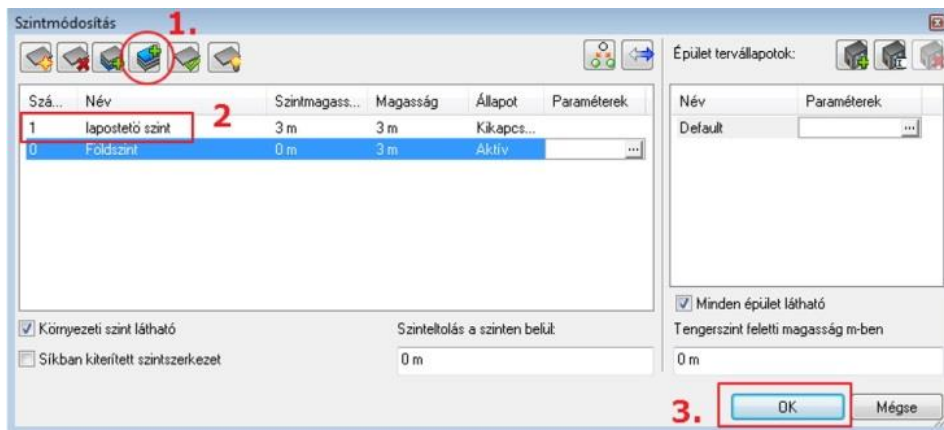 Szintmódosítás
1.
Épület tervállapotok:
Szá... Név Szintmagass... Magasság Állapot Paraméterek
1 lapostető szint 3 m 3 m Kikapcs...
2
0 Földszint 0 m 3 m Aktív ...
Név Paraméterek
Default ...
Minden épület látható
Környezeti szint látható
Szinteltolás a szinten belül:
Tengerszint feletti magasság m-ben
Síkban kiterített szintszerkezet
0 m
0 m
3.
OK
Mégse